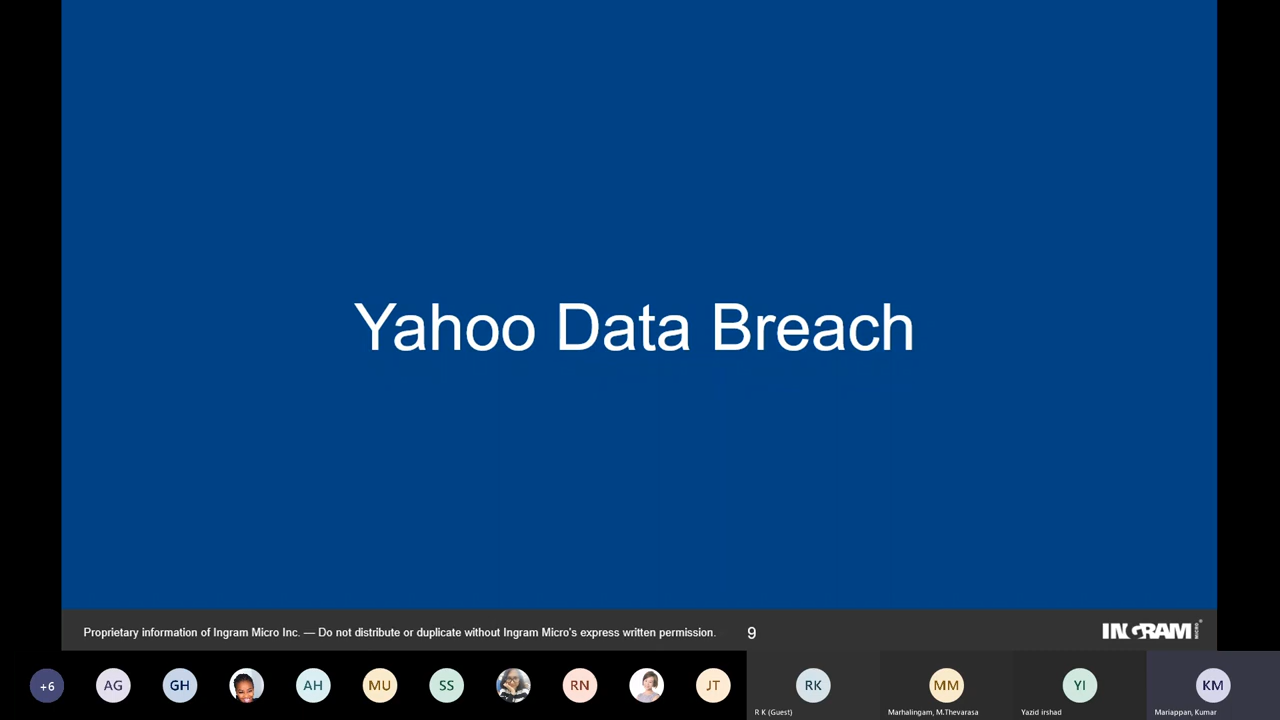 Yahoo Data Breach
Proprietary information of Ingram Micro Inc. — Do not distribute or duplicate without Ingram Micro's express written permission.
9
INGRAM MICRO
+6
AG
GH
AH
MU
SS
RN
JT
RK
MM
YI
KM
R K (Guest)
Marhalingam, M.Thevarasa
Yazid irshad
Mariappan, Kumar